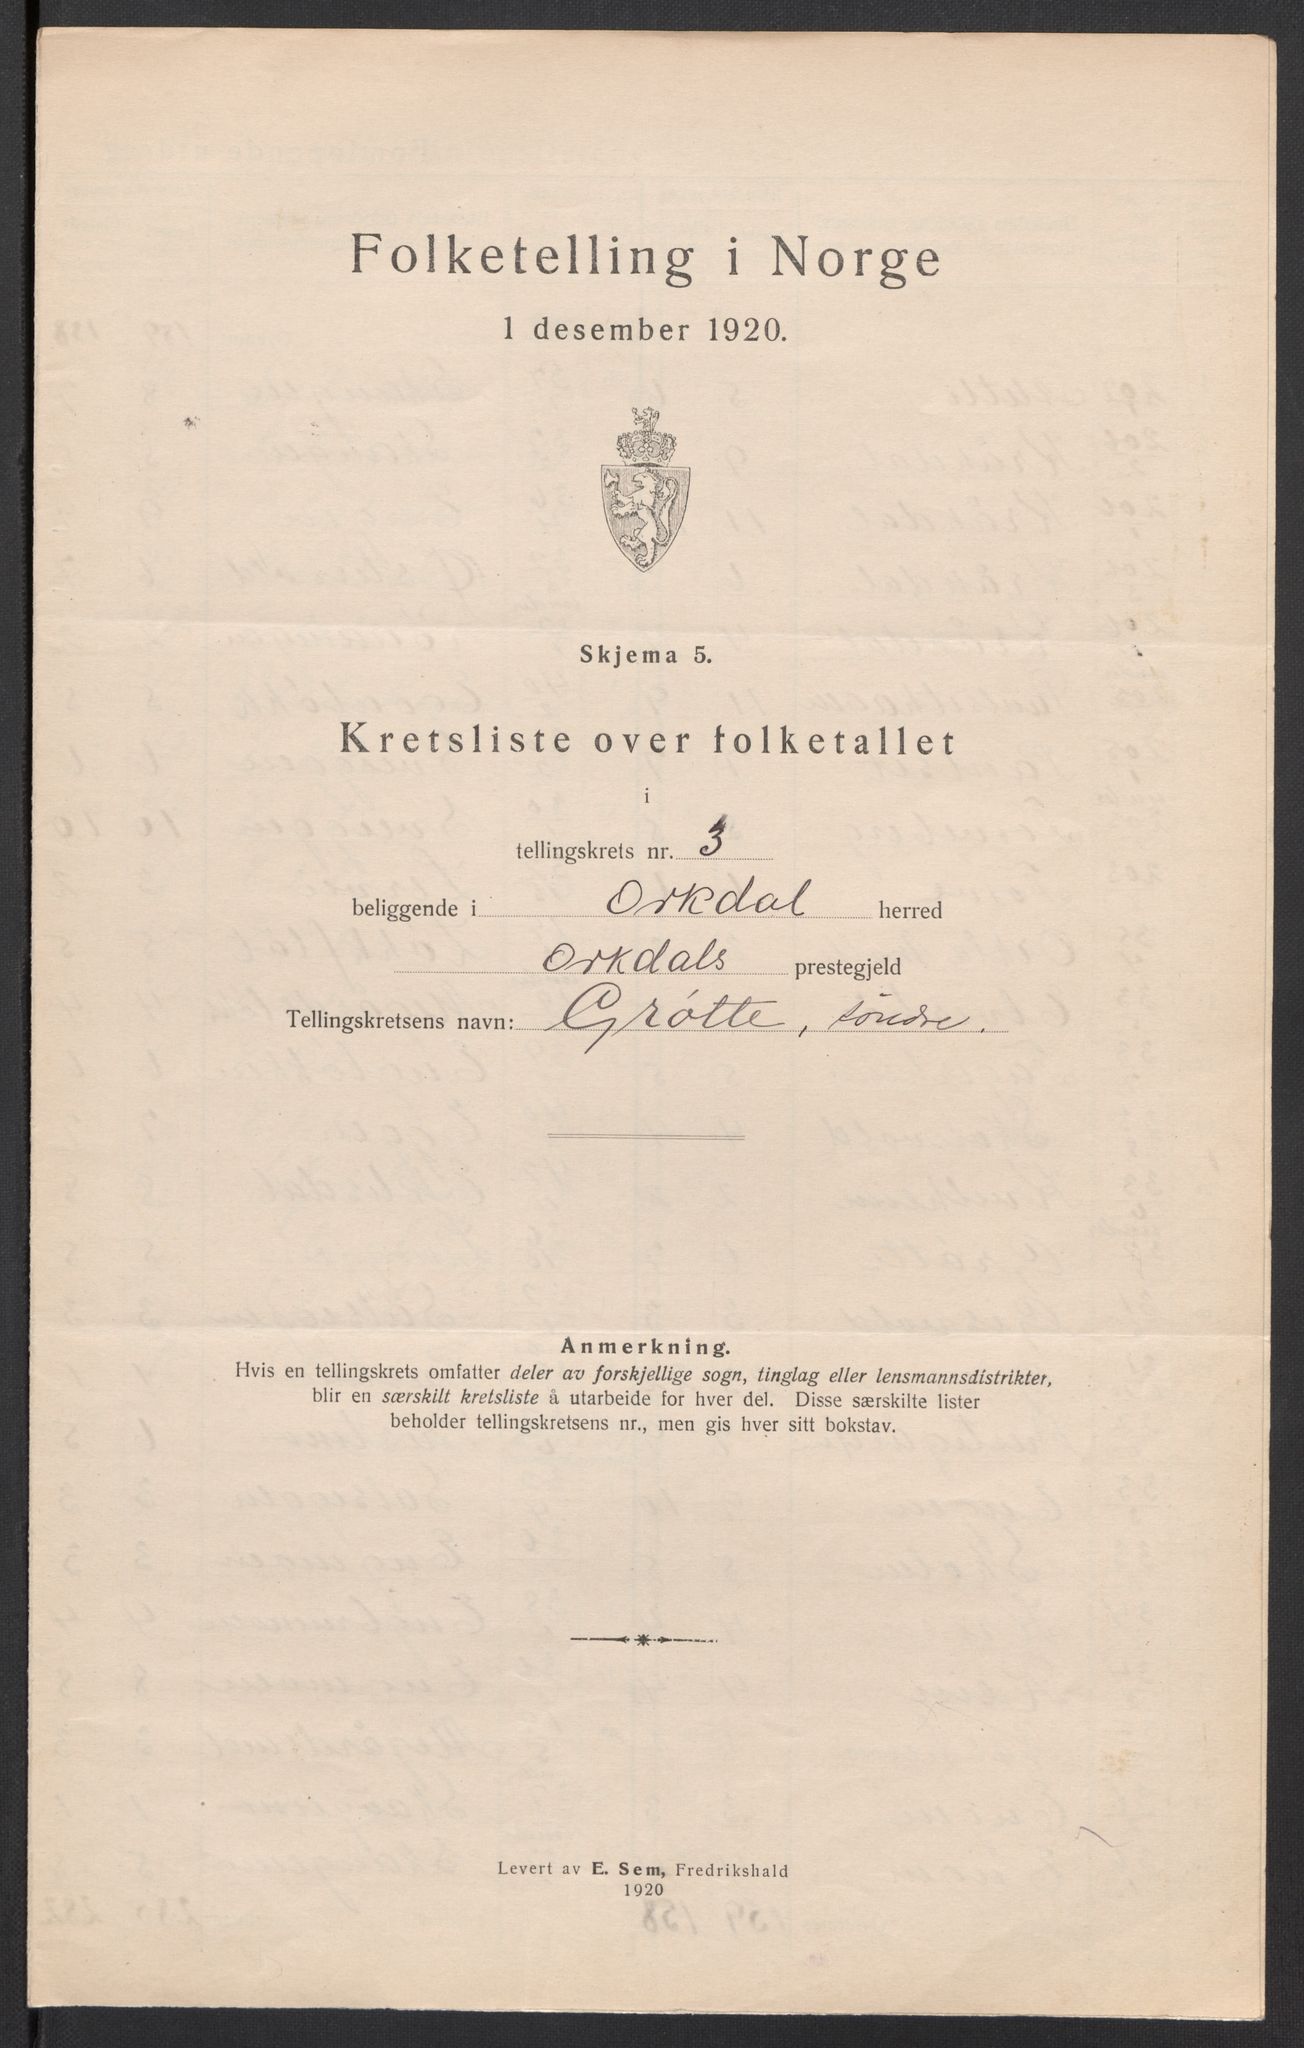 Folketelling i Norge
1 desember 1920.
Skjema 5.
Kretsliste over folketallet
i
tellingskrets nr. 3
beliggende i Orkdal herred
Orkdals prestegjeld
Tellingskretsens navn: Grøtte, søndre.
Anmerkning.
Hvis en tellingskrets omfatter deler av forskjellige sogn, tinglag eller lensmannsdistrikter,
blir en særskilt kretsliste å utarbeide for hver del. Disse særskilte lister
beholder tellingskretsens nr., men gis hver sitt bokstav.
Levert av E. Sem, Fredrikshald
1920